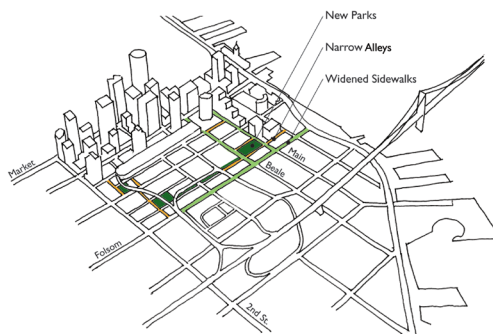 New Parks
Narrow Alleys
Widened Sidewalks
Market
Main
Beale
Folsom
2nd St.